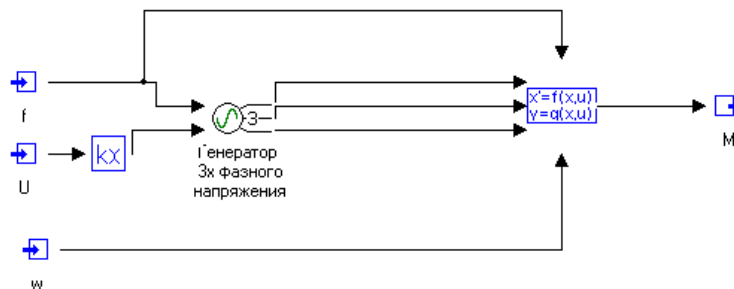 f
U
kx
3
Генератор
3х фазного
напряжения
x'=f(x,u)
y=g(x,u)
M
w